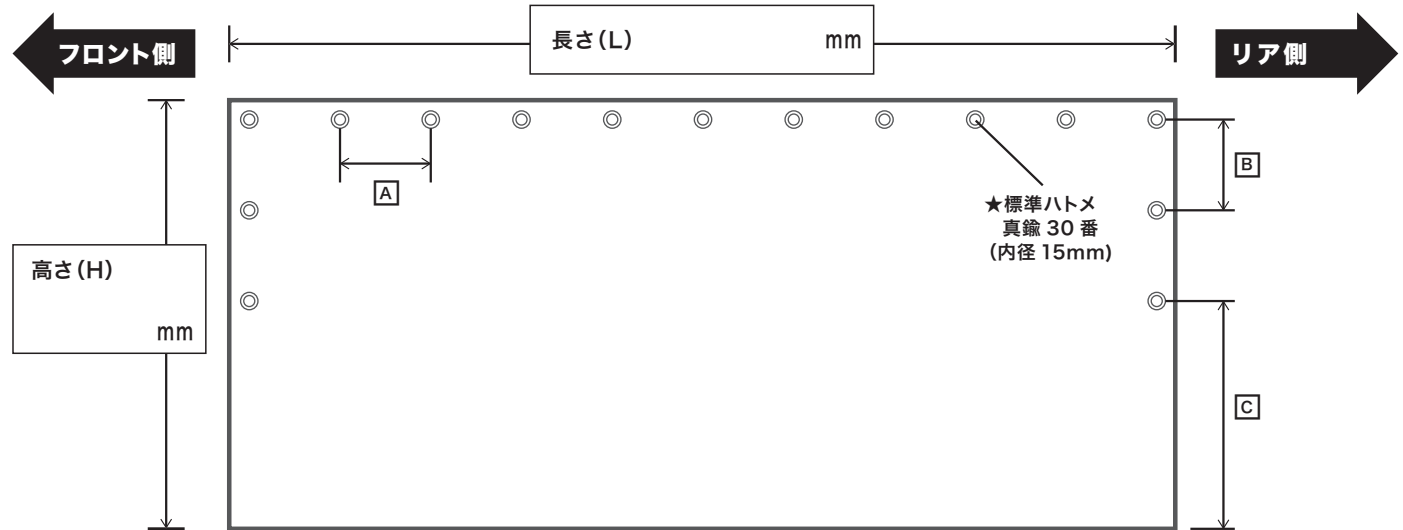 フロント側
長さ(L) mm
リア側
A
B
★標準ハトメ
真鍮 30 番
(内径 15mm)
高さ(H)
mm
C